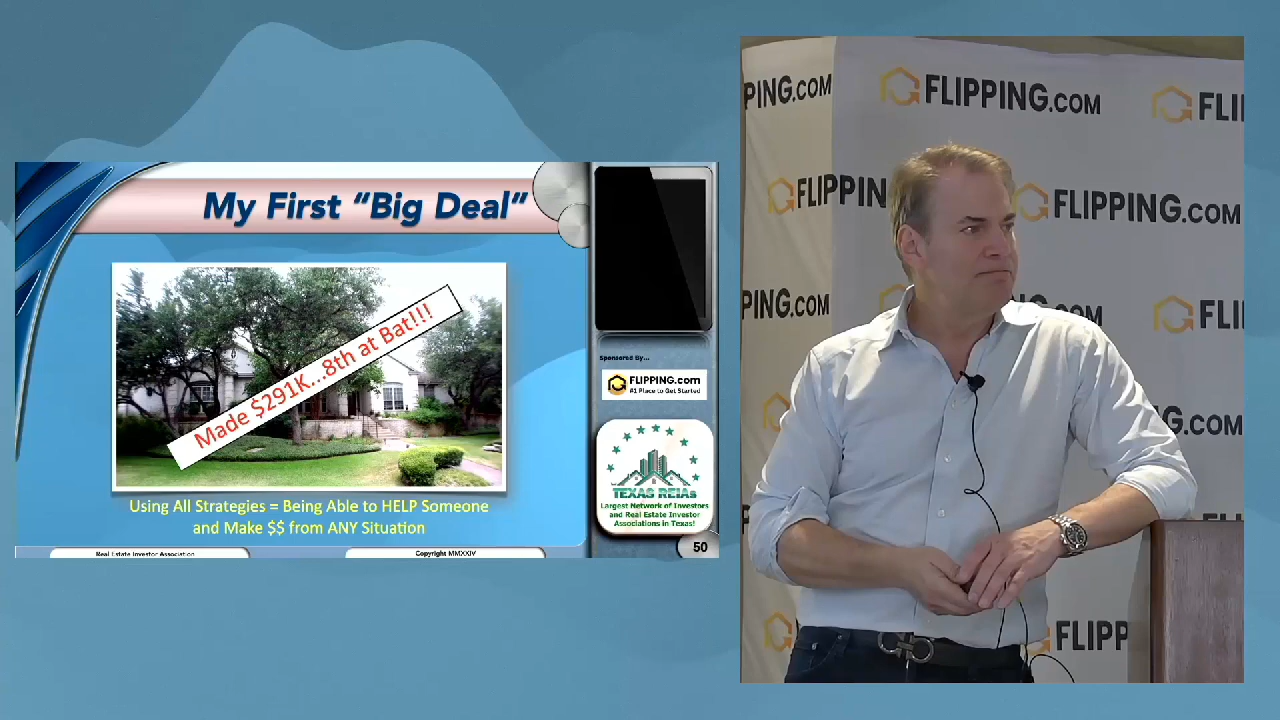 My First “Big Deal”
Made $291K...8th at Bat!!!
Using All Strategies = Being Able to HELP Someone
and Make $$ from ANY Situation
Real Estate Investor Association
Copyright MMXXIV
50
Sponsored By...
FLIPPING.com
#1 Place to Get Started
TEXAS REIAs
Largest Network of Investors
and Real Estate Investor
Associations in Texas!
PING.COM
FLIPPING.COM
FLI
FLIPPIN
FLIPPING.COM
PING.COM
FLI
G.COM
FLIPP